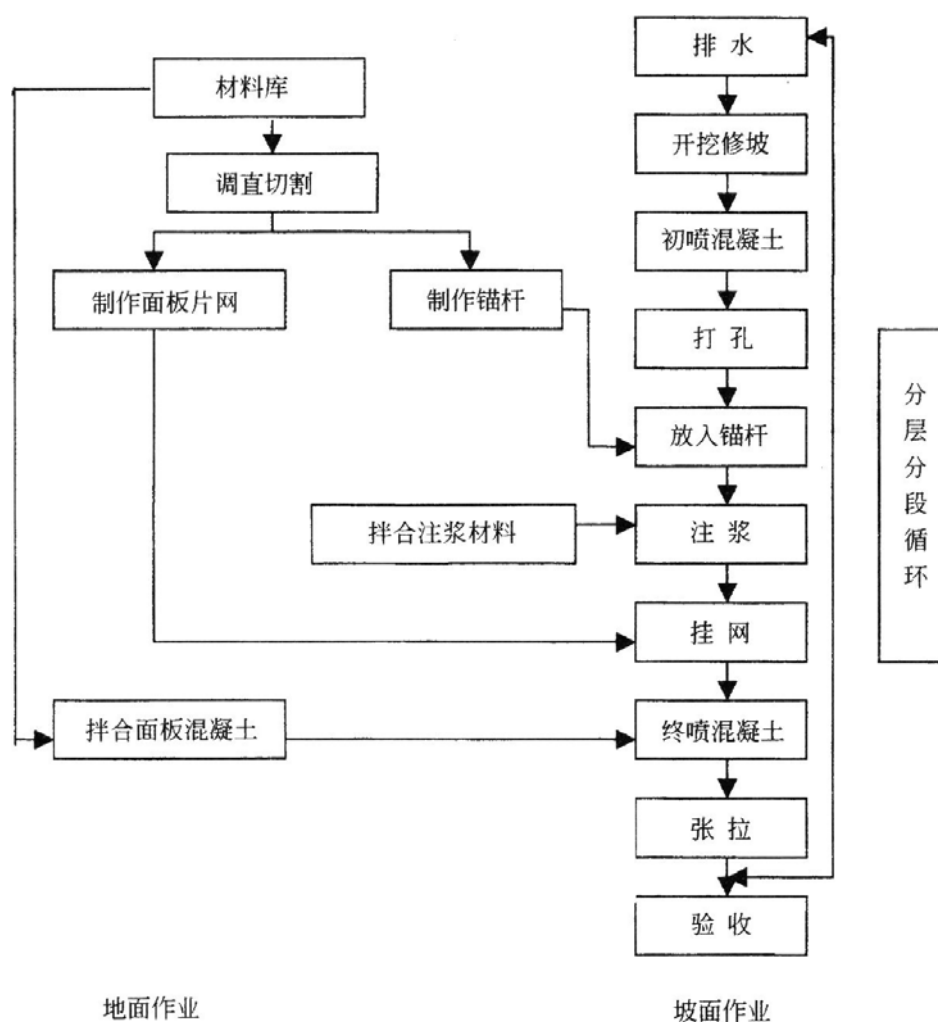 排 水
材料库
开挖修坡
调直切割
初喷混凝土
制作面板片网
制作锚杆
打 孔
放入锚杆
分
层
分
段
循
环
拌合注浆材料
注 浆
挂 网
拌合面板混凝土
终喷混凝土
张 拉
验 收
地面作业
坡面作业